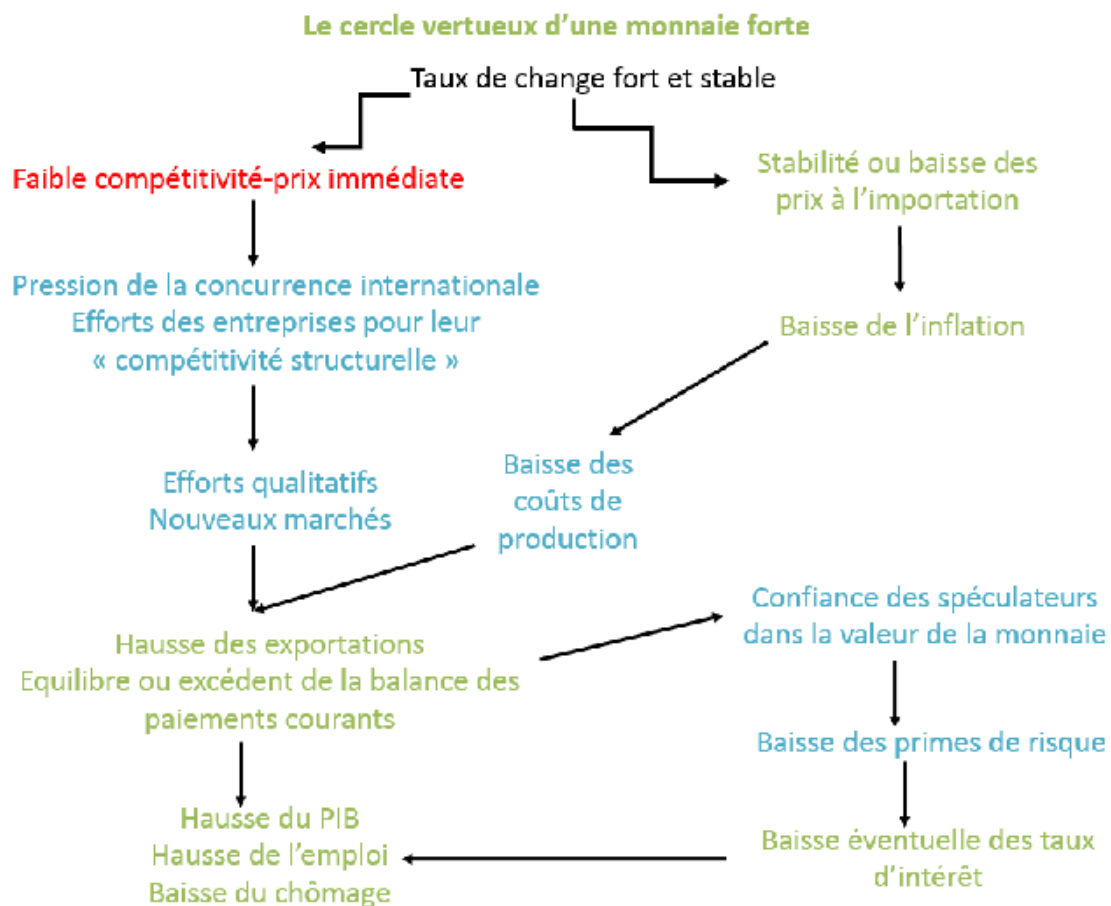 Le cercle vertueux d'une monnaie forte
Taux de change fort et stable
Faible compétitivité-prix immédiate
Stabilité ou baisse des
prix à l'importation
Pression de la concurrence internationale
Efforts des entreprises pour leur
« compétitivité structurelle »
Baisse de l'inflation
Efforts qualitatifs
Nouveaux marchés
Baisse des
coûts de
production
Hausse des exportations
Equilibre ou excédent de la balance des
paiements courants
Confiance des spéculateurs
dans la valeur de la monnaie
Baisse des primes de risque
Hausse du PIB
Hausse de l'emploi
Baisse du chômage
Baisse éventuelle des taux
d'intérêt